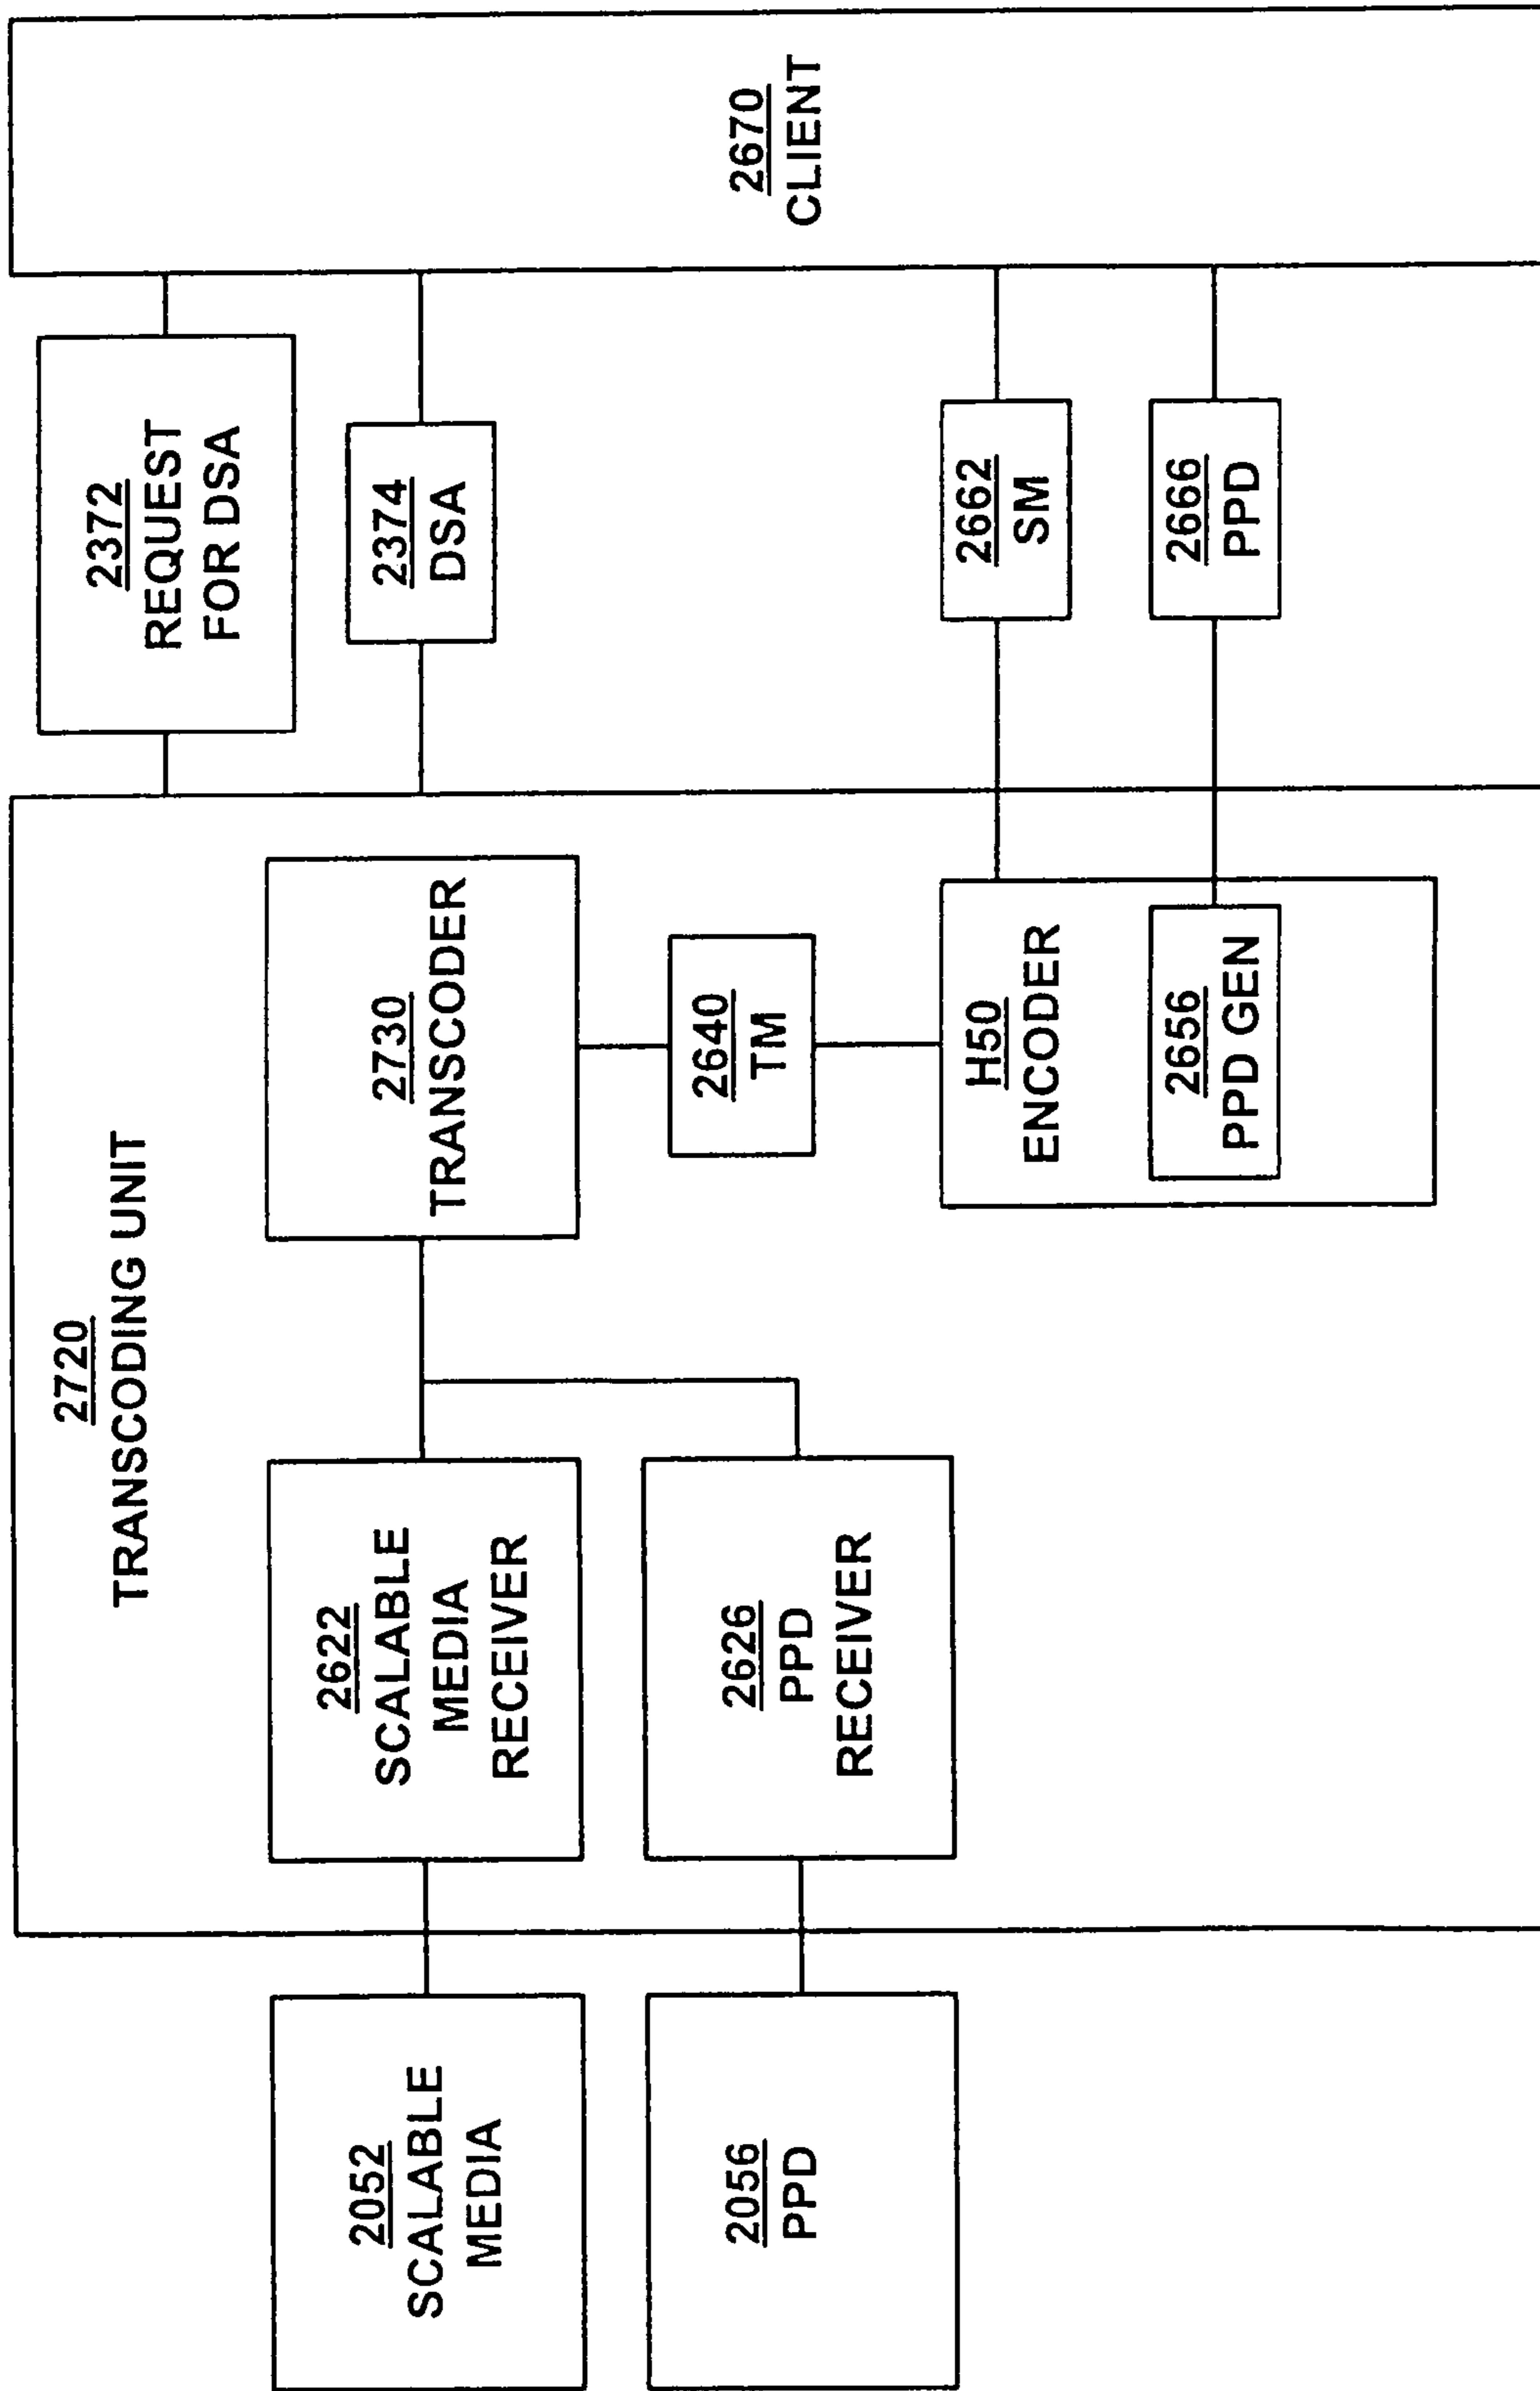 2720
TRANSCODING UNIT
2052
SCALABLE
MEDIA
2056
PPD
2622
SCALABLE
MEDIA
RECEIVER
2626
PPD
RECEIVER
2730
TRANSCODER
2640
TM
H50
ENCODER
2656
PPD GEN
2372
REQUEST
FOR DSA
2374
DSA
2662
SM
2666
PPD
2670
CLIENT